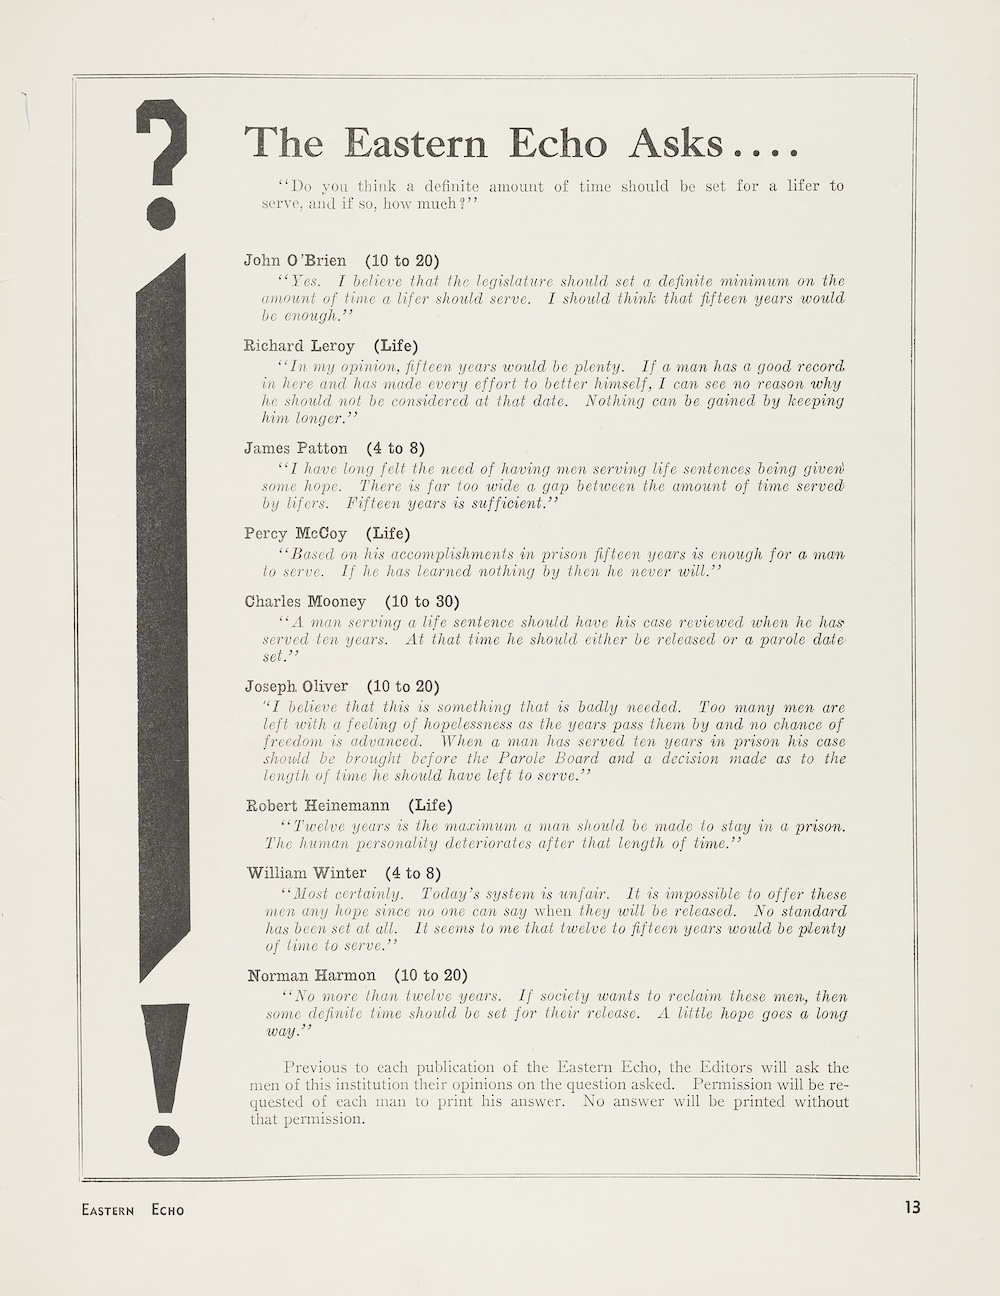 ?
The Eastern Echo Asks....
"Do you think a definite amount of time should be set for a lifer to
serve, and if so, how much?"
John O'Brien (10 to 20)
"Yes. I believe that the legislature should set a definite minimum on the
amount of time a lifer should serve. I should think that fifteen years would
be enough."
Richard Leroy (Life)
"In my opinion, fifteen years would be plenty. If a man has a good record
in here and has made every effort to better himself, I can see no reason why
he should not be considered at that date. Nothing can be gained by keeping
him longer."
James Patton (4 to 8)
"I have long felt the need of having men serving life sentences being given
some hope. There is far too wide a gap between the amount of time served
by lifers. Fifteen years is sufficient."
Percy McCoy (Life)
"Based on his accomplishments in prison fifteen years is enough for a man
to serve. If he has learned nothing by then he never will."
Charles Mooney (10 to 30)
"A man serving a life sentence should have his case reviewed when he has
served ten years. At that time he should either be released or a parole date
set."
Joseph Oliver (10 to 20)
"I believe that this is something that is badly needed. Too many men are
left with a feeling of hopelessness as the years pass them by and no chance of
freedom is advanced. When a man has served ten years in prison his case
should be brought before the Parole Board and a decision made as to the
length of time he should have left to serve."
Robert Heinemann (Life)
"Twelve years is the maximum a man should be made to stay in a prison.
The human personality deteriorates after that length of time."
William Winter (4 to 8)
"Most certainly. Today's system is unfair. It is impossible to offer these
men any hope since no one can say when they will be released. No standard
has been set at all. It seems to me that twelve to fifteen years would be plenty
of time to serve."
Norman Harmon (10 to 20)
"No more than twelve years. If society wants to reclaim these men, then
some definite time should be set for their release. A little hope goes a long
way."
Previous to each publication of the Eastern Echo, the Editors will ask the
men of this institution their opinions on the question asked. Permission will be re-
quested of each man to print his answer. No answer will be printed without
that permission.
!
Eastern Echo
13